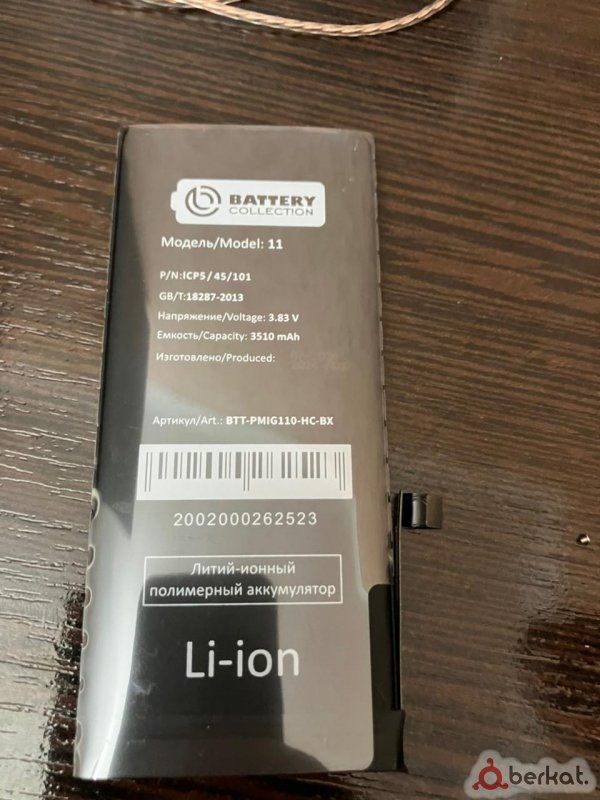 BATTERY
COLLECTION
Модель/Model: 11
P/N:ICP5/45/101
GB/T:18287-2013
Напряжение/Voltage: 3.83 V
Емкость/Capacity: 3510 mAh
Изготовлено/Produced:
Артикул/Art.: BTT-PMIG110-HC-BX
2002000262523
Литий-ионный
полимерный аккумулятор
Li-ion
berkat.